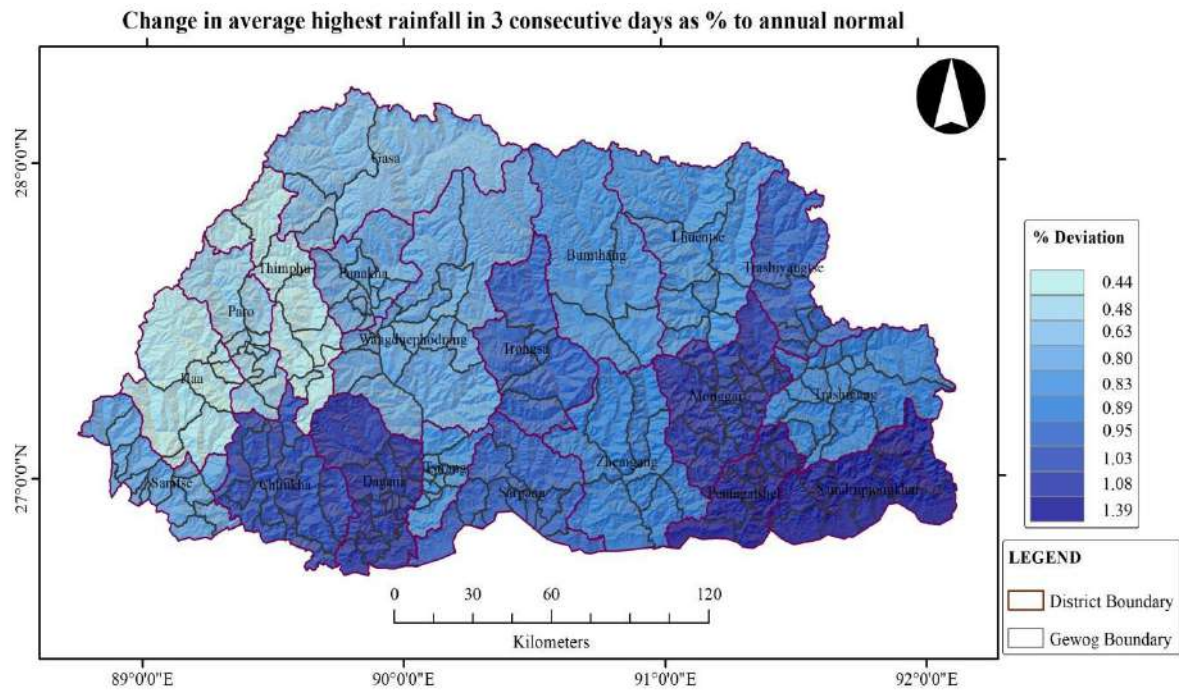 Change in average highest rainfall in 3 consecutive days as % to annual normal
28°0'0"N
27°0'0"N
Gasa
Thimphu
Punakha
Paro
Haa
Wangduephodrang
Bumthang
Lhuentse
Trashiyangtse
Trongsa
Monggar
Trashigang
Samtse
Chhukha
Dagana
Tsirang
Sarpang
Zhemgang
Pemagatshel
Samdrupjongkhar
0 30 60 120
Kilometers
89°0'0"E 90°0'0"E 91°0'0"E 92°0'0"E
% Deviation
0.44
0.48
0.63
0.80
0.83
0.89
0.95
1.03
1.08
1.39
LEGEND
District Boundary
Gewog Boundary